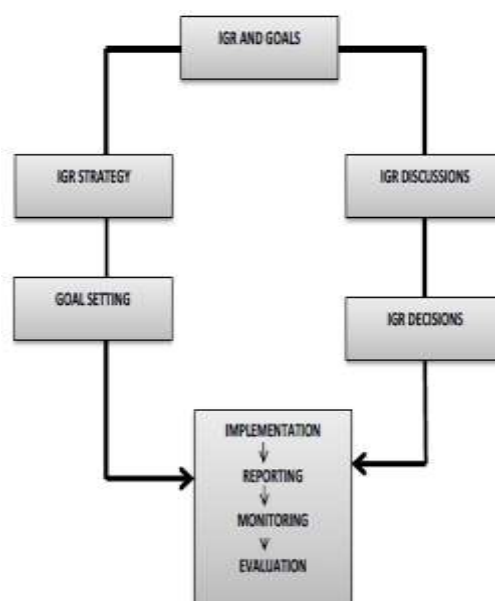 IGR AND GOALS
IGR STRATEGY
IGR DISCUSSIONS
GOAL SETTING
IGR DECISIONS
IMPLEMENTATION
REPORTING
MONITORING
EVALUATION